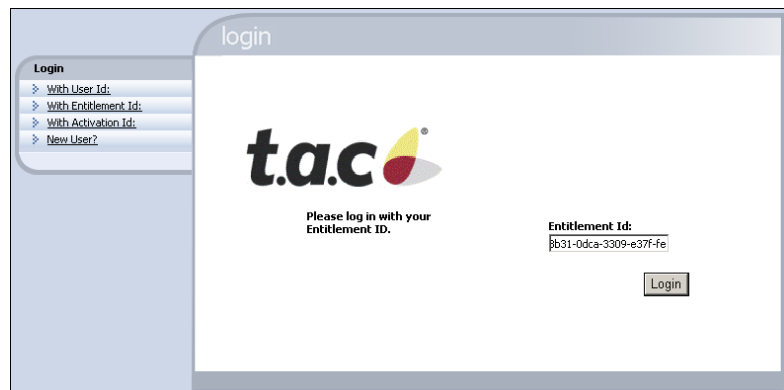 login
Login
With User Id:
With Entitlement Id:
With Activation Id:
New User?
t.a.c®
Please log in with your
Entitlement ID.
Entitlement Id:
3b31-0dca-3309-e37f-fe
Login